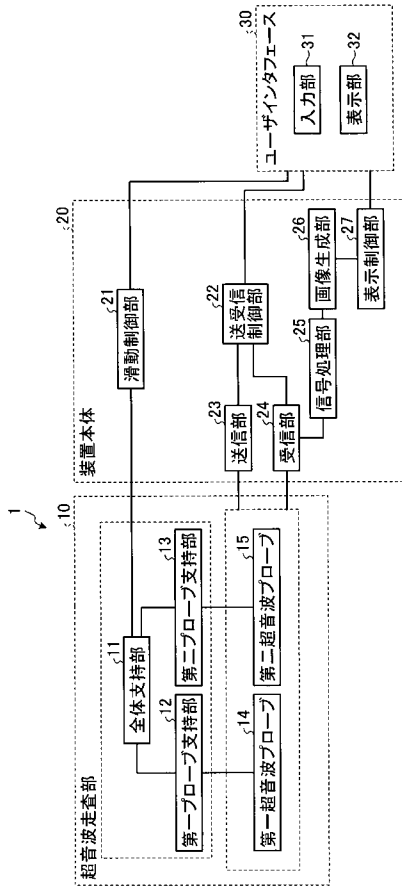 1
10
超音波走査部
11
全体支持部
12
第一プローブ支持部
13
第二プローブ支持部
14
第一超音波プローブ
15
第二超音波プローブ
20
装置本体
21
滑動制御部
22
送受信
制御部
23
送信部
24
受信部
25
信号処理部
26
画像生成部
27
表示制御部
30
ユーザインタフェース
31
入力部
32
表示部